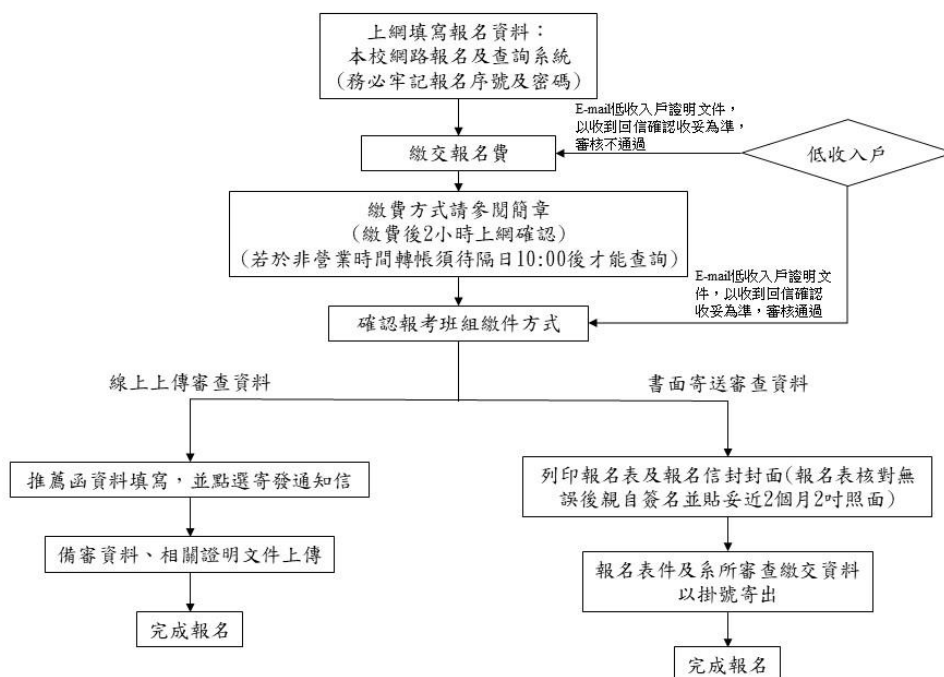 上網填寫報名資料：
本校網路報名及查詢系統
(務必牢記報名序號及密碼)
E-mail低收入戶證明文件，
以收到回信確認收妥為準，
審核不通過
繳交報名費
低收入戶
繳費方式請參閱簡章
(繳費後2小時上網確認)
(若於非營業時間轉帳須待隔日10:00後才能查詢)
E-mail低收入戶證明文
件，以收到回信確認
收妥為準，審核通過
確認報考班組繳件方式
線上上傳審查資料
書面寄送審查資料
推薦函資料填寫，並點選寄發通知信
列印報名表及報名信封封面(報名表核對無
誤後親自簽名並貼妥近2個月2吋照面)
備審資料、相關證明文件上傳
報名表件及系所審查繳交資料
以掛號寄出
完成報名
完成報名